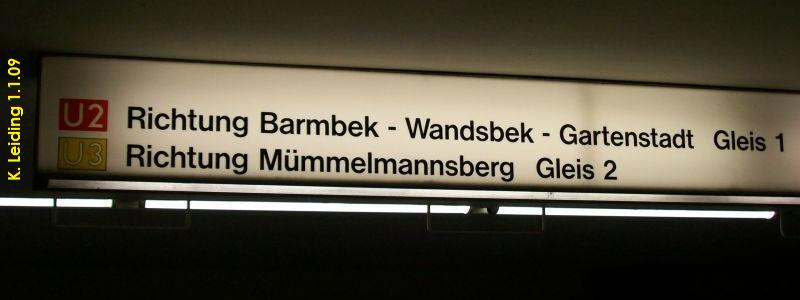 K. Leiding 1.1.09
U2 Richtung Barmbek - Wandsbek - Gartenstadt Gleis 1
U3 Richtung Mümmelmannsberg Gleis 2